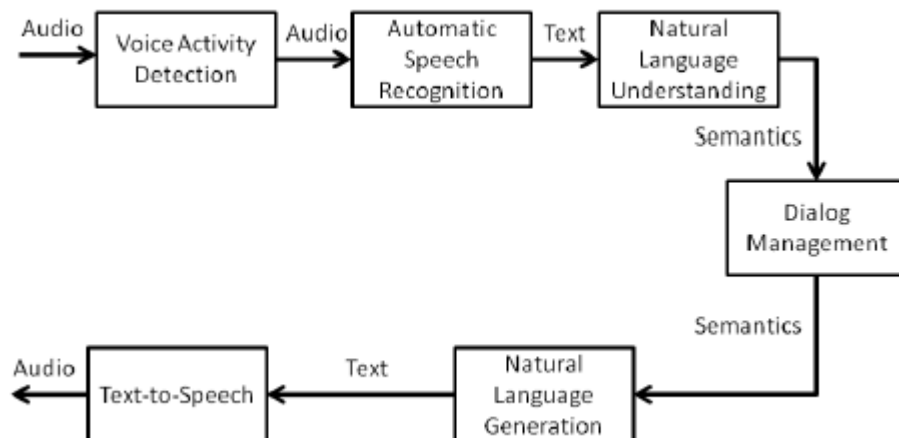 Audio
Voice Activity
Detection
Audio
Automatic
Speech
Recognition
Text
Natural
Language
Understanding
Semantics
Dialog
Management
Semantics
Natural
Language
Generation
Text
Text-to-Speech
Audio